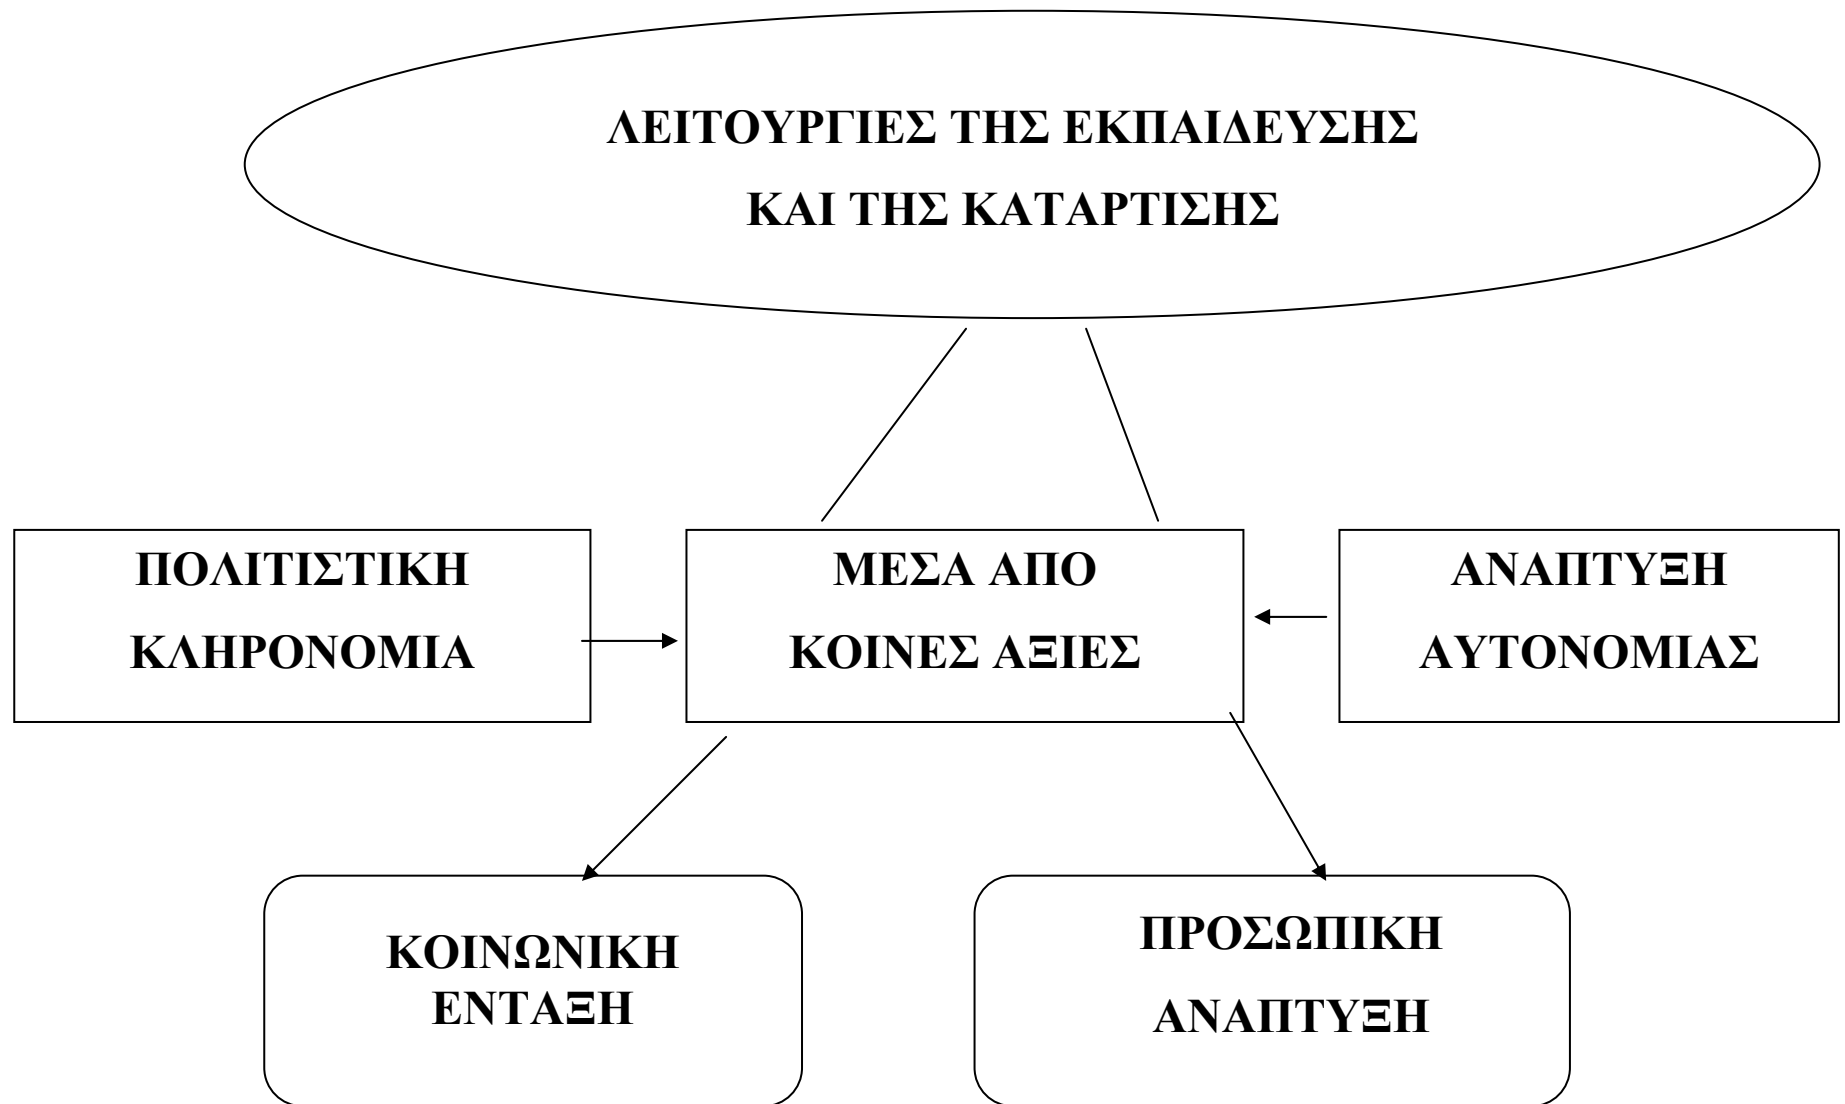 ΛΕΙΤΟΥΡΓΙΕΣ ΤΗΣ ΕΚΠΑΙΔΕΥΣΗΣ
ΚΑΙ ΤΗΣ ΚΑΤΑΡΤΙΣΗΣ
ΠΟΛΙΤΙΣΤΙΚΗ
ΚΛΗΡΟΝΟΜΙΑ
ΜΕΣΑ ΑΠΟ
ΚΟΙΝΕΣ ΑΞΙΕΣ
ΑΝΑΠΤΥΞΗ
ΑΥΤΟΝΟΜΙΑΣ
ΚΟΙΝΩΝΙΚΗ
ΕΝΤΑΞΗ
ΠΡΟΣΩΠΙΚΗ
ΑΝΑΠΤΥΞΗ